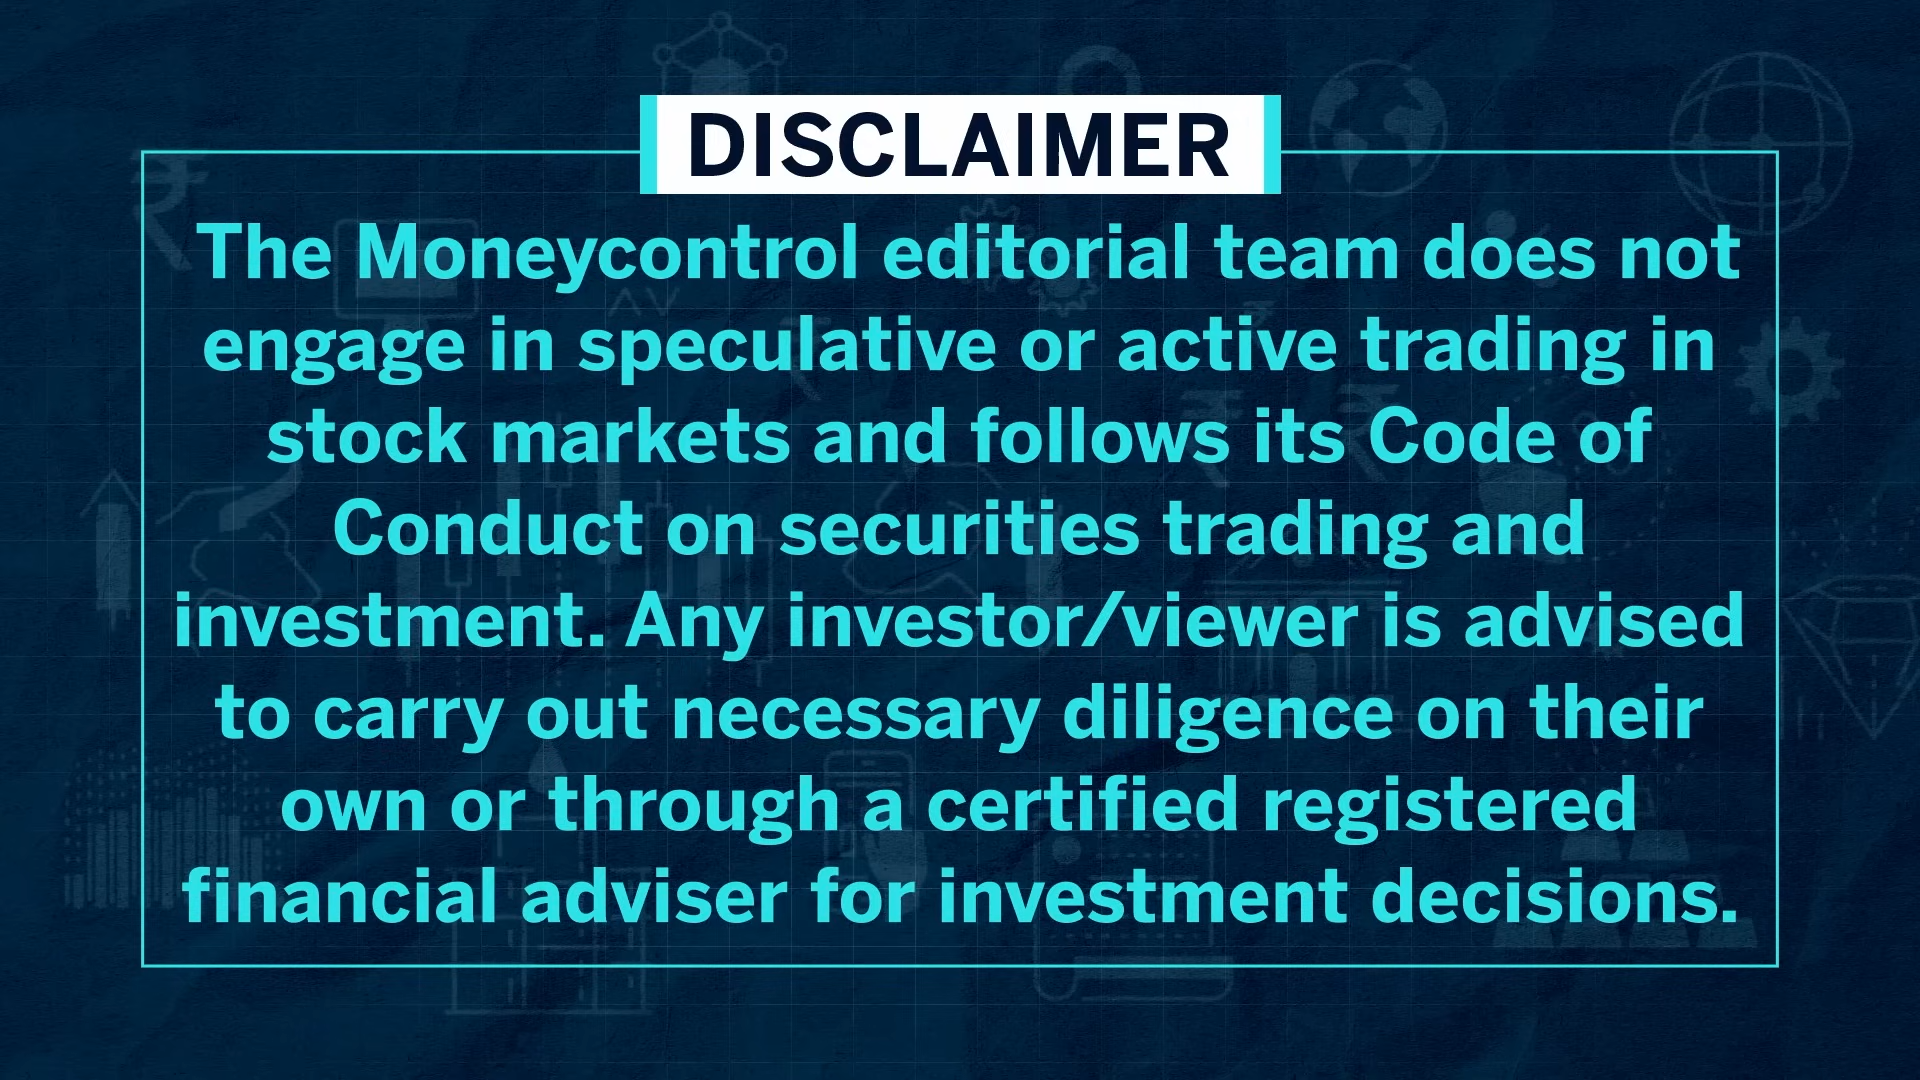 DISCLAIMER
The Moneycontrol editorial team does not
engage in speculative or active trading in
stock markets and follows its Code of
Conduct on securities trading and
investment. Any investor/viewer is advised
to carry out necessary diligence on their
own or through a certified registered
financial adviser for investment decisions.